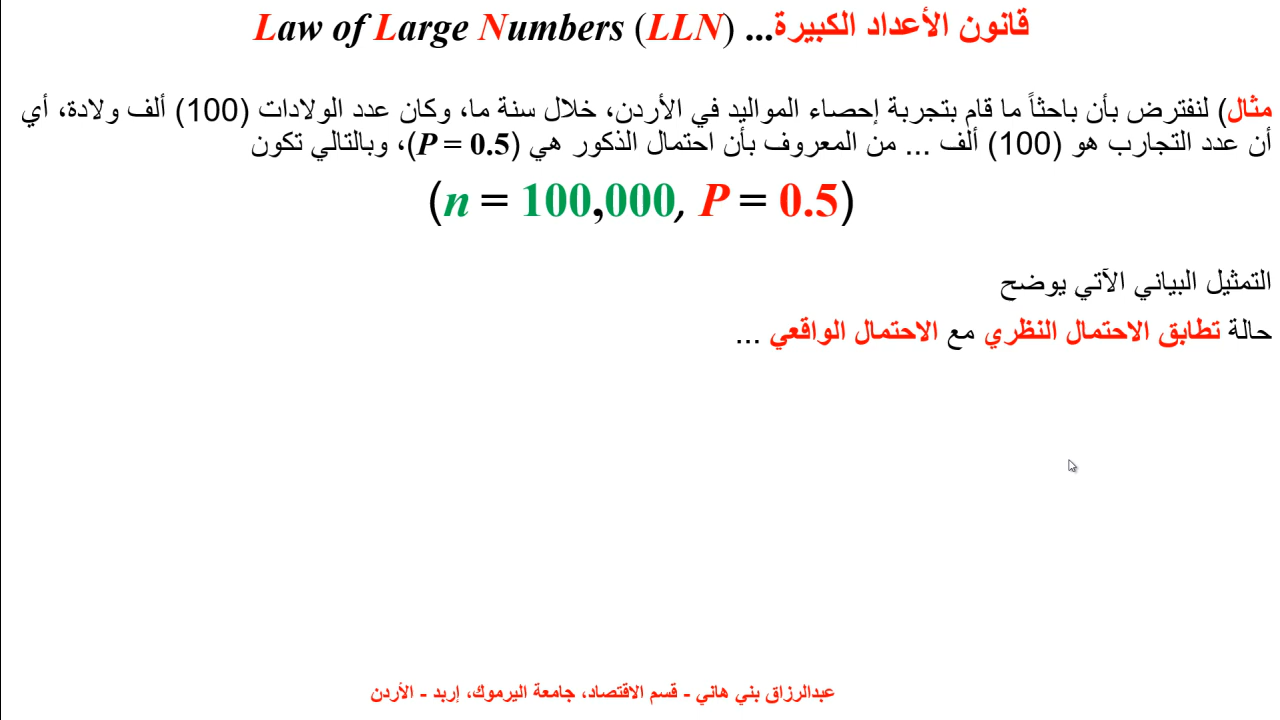 قانون الأعداد الكبيرة... Law of Large Numbers (LLN)
مثال) لنفترض بأن باحثاً ما قام بتجربة إحصاء المواليد في الأردن، خلال سنة ما، وكان عدد الولادات (100) ألف ولادة، أي
أن عدد التجارب هو (100) ألف ... من المعروف بأن احتمال الذكور هي (P = 0.5)، وبالتالي تكون
(n = 100,000, P = 0.5)
التمثيل البياني الآتي يوضح
حالة تطابق الاحتمال النظري مع الاحتمال الواقعي ...
عبدالرزاق بني هاني - قسم الاقتصاد، جامعة اليرموك، إربد - الأردن